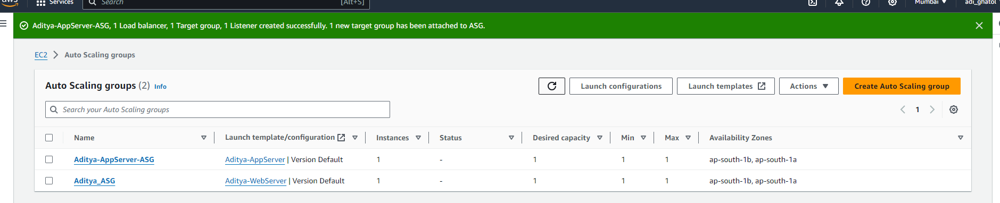 aws Services Search [Alt+S] Mumbai adi_ghatol
Aditya-AppServer-ASG, 1 Load balancer, 1 Target group, 1 Listener created successfully. 1 new target group has been attached to ASG.
EC2 Auto Scaling groups
Auto Scaling groups (2) Info Launch configurations Launch templates Actions Create Auto Scaling group
Search your Auto Scaling groups 1
Name Launch template/configuration Instances Status Desired capacity Min Max Availability Zones
Aditya-AppServer-ASG Aditya-AppServer | Version Default 1 - 1 1 1 ap-south-1b, ap-south-1a
Aditya_ASG Aditya-WebServer | Version Default 1 - 1 1 1 ap-south-1b, ap-south-1a